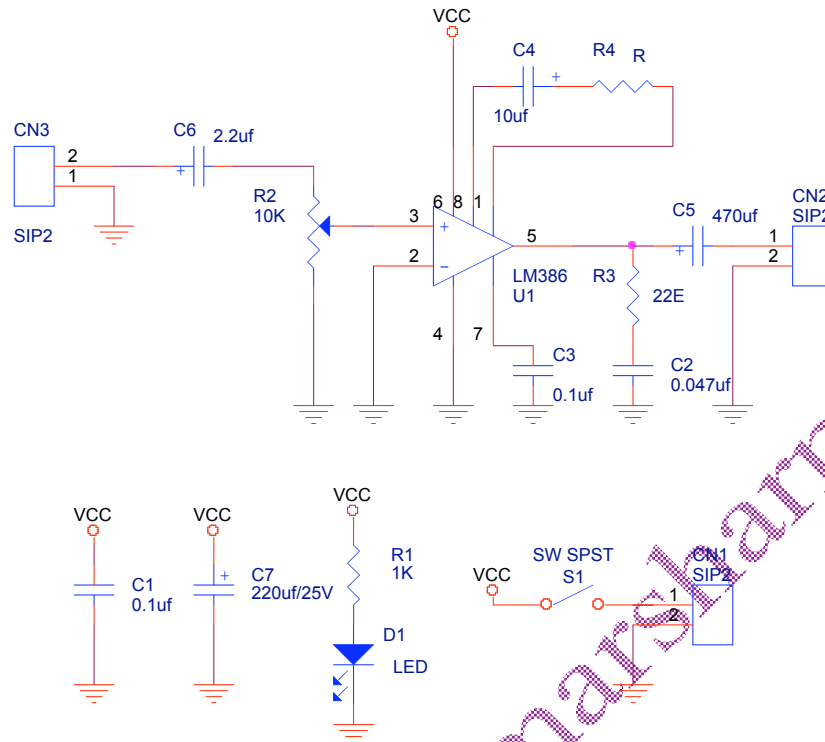 VCC
C4
+
R4
R
10uf
CN3
2
1
SIP2
C6
2.2uf
+
R2
10K
3
2
6
8
1
+
−
5
LM386
U1
4
7
C3
0.1uf
R3
22E
C2
0.047uf
C5
470uf
+
CN2
SIP2
1
2
VCC
C1
0.1uf
VCC
+
C7
220uf/25V
VCC
R1
1K
D1
LED
VCC
SW SPST
S1
CN1
SIP2
1
2